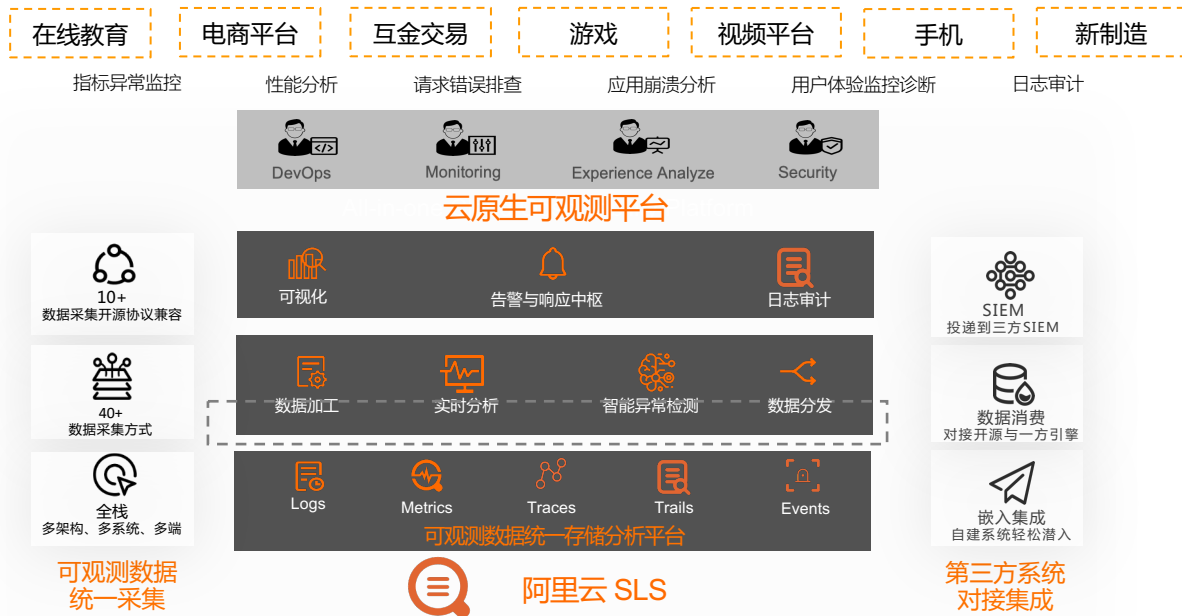 在线教育
电商平台
互金交易
游戏
视频平台
手机
新制造
指标异常监控
性能分析
请求错误排查
应用崩溃分析
用户体验监控诊断
日志审计
DevOps
Monitoring
Experience Analyze
Security
云原生可观测平台
10+
数据采集开源协议兼容
40+
数据采集方式
全栈
多架构、多系统、多端
可观测数据
统一采集
可视化
告警与响应中枢
日志审计
数据加工
实时分析
智能异常检测
数据分发
Logs
Metrics
Traces
Trails
Events
可观测数据统一存储分析平台
阿里云 SLS
SIEM
投递到三方SIEM
数据消费
对接开源与一方引擎
嵌入集成
自建系统轻松潜入
第三方系统
对接集成